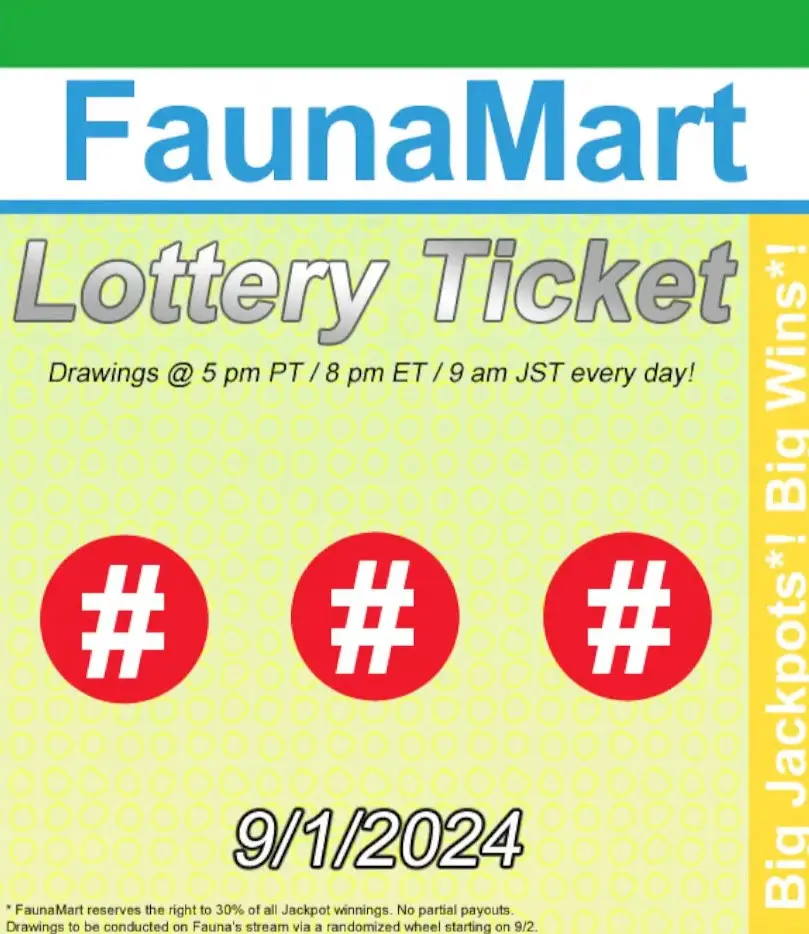 FaunaMart
Lottery Ticket
Drawings @ 5 pm PT / 8 pm ET / 9 am JST every day!
# # #
9/1/2024
* FaunaMart reserves the right to 30% of all Jackpot winnings. No partial payouts.
Drawings to be conducted on Fauna's stream via a randomized wheel starting on 9/2.
Big Jackpots*! Big Wins*!